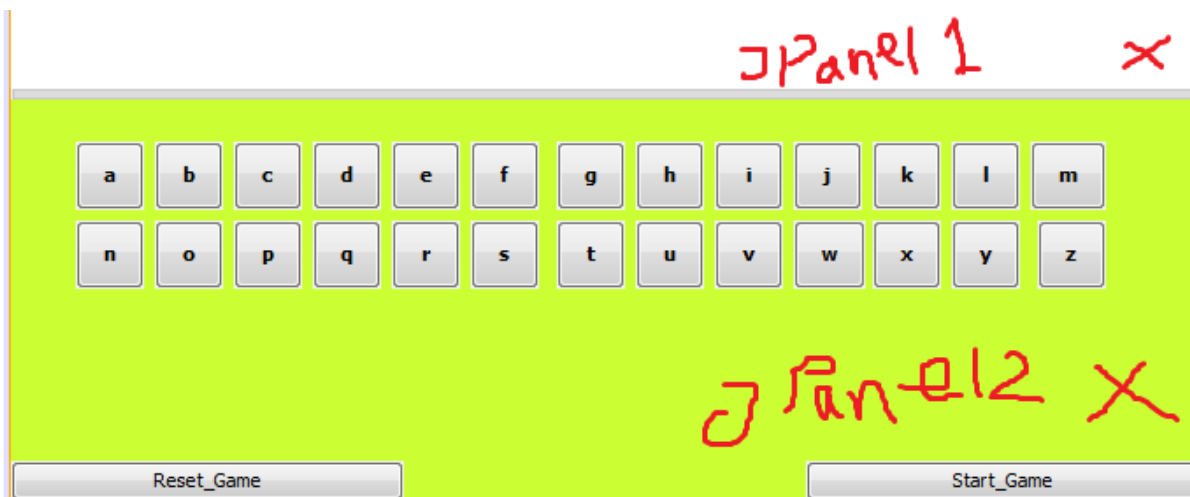 JPanel 1 x
a b c d e f g h i j k l m
n o p q r s t u v w x y z
JPanel2 X
Reset_Game Start_Game